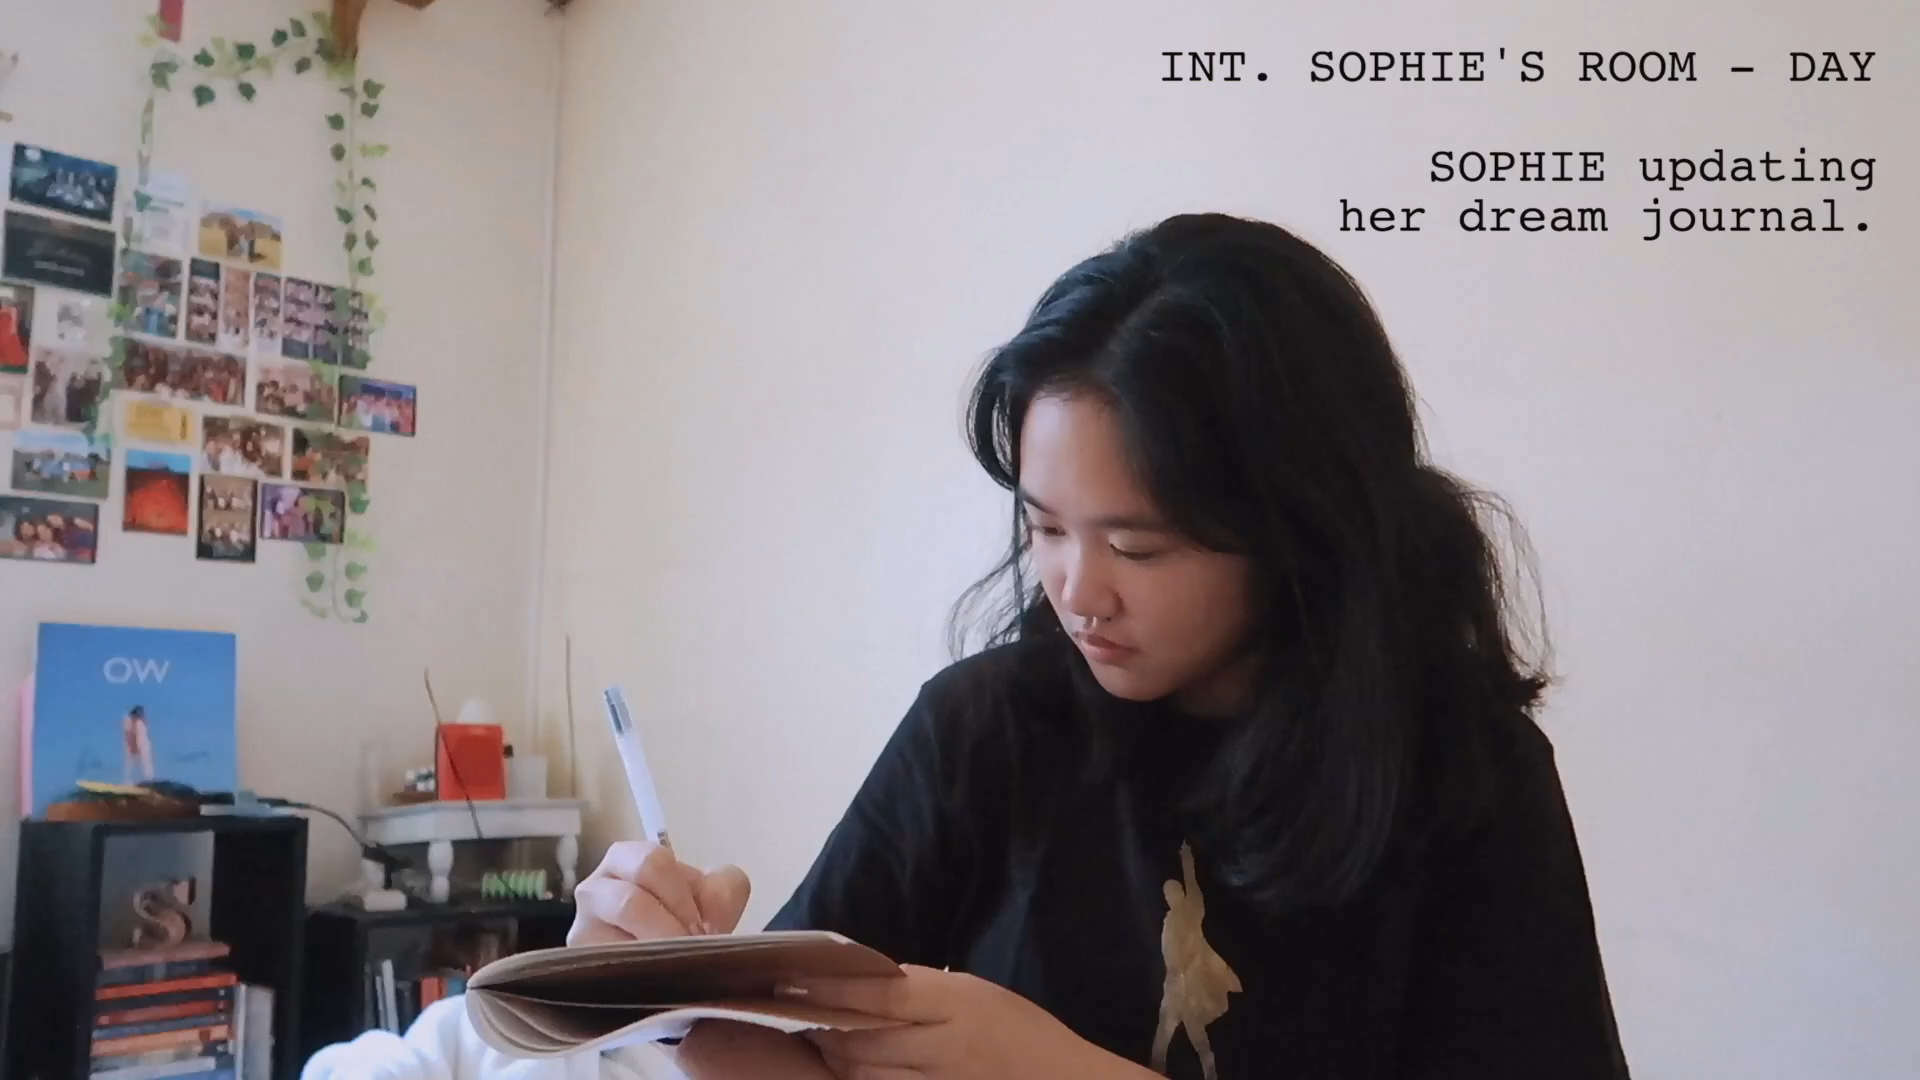 INT. SOPHIE'S ROOM - DAY
SOPHIE updating
her dream journal.
OW
S